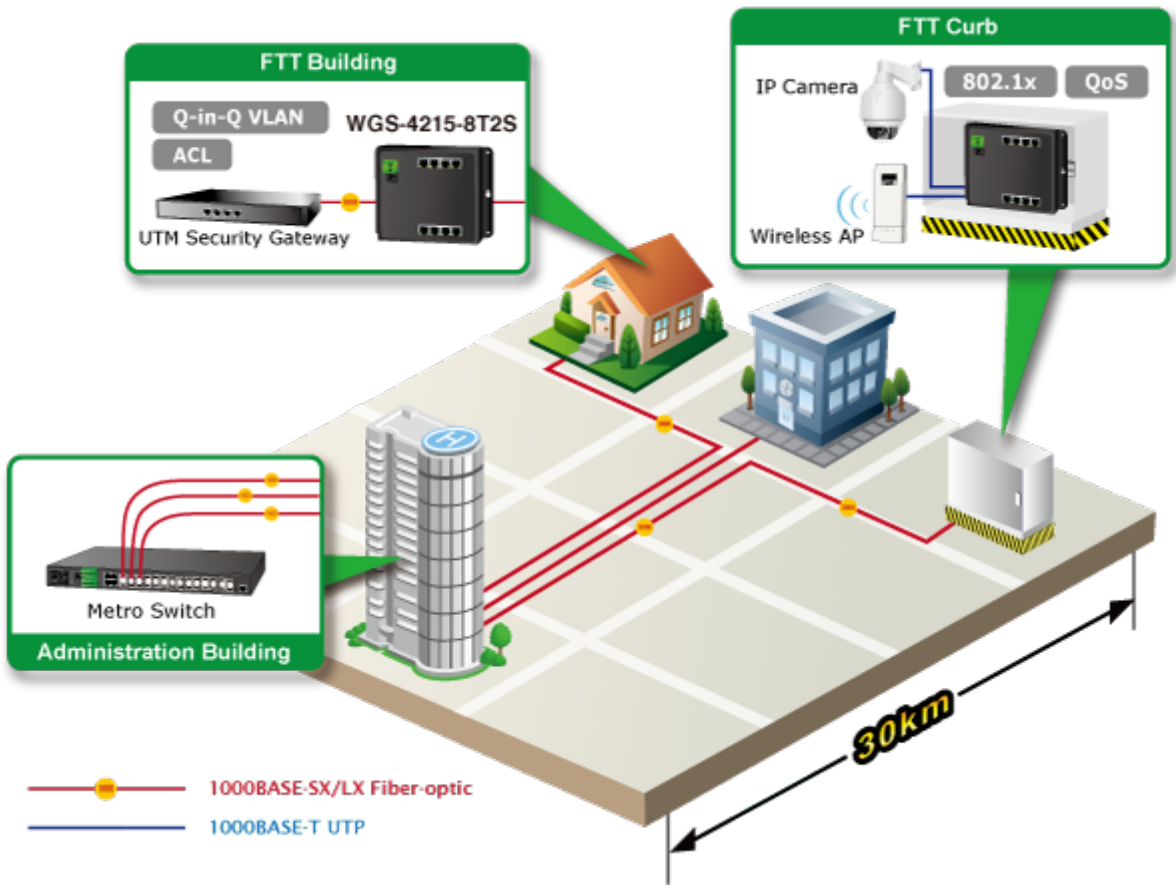 FTT Building
Q-in-Q VLAN
ACL
WGS-4215-8T2S
UTM Security Gateway
FTT Curb
IP Camera
802.1x
QoS
Wireless AP
H
Metro Switch
Administration Building
30km
1000BASE-SX/LX Fiber-optic
1000BASE-T UTP